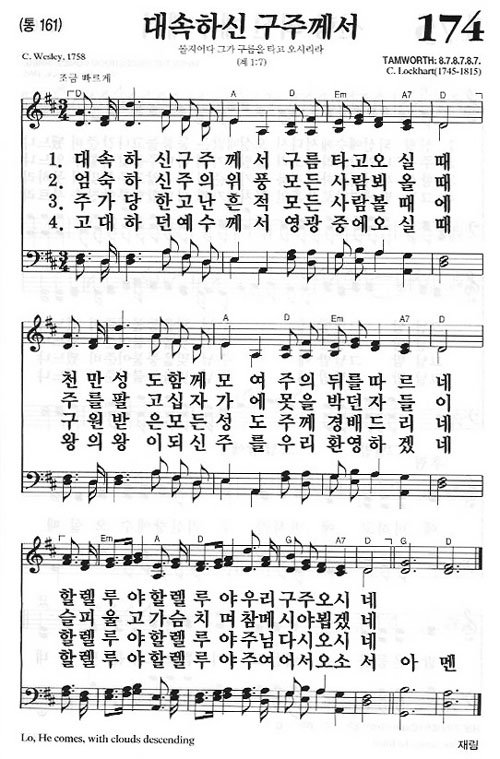 (통 161)
대속하신 구주께서
174
볼지어다 그가 구름을 타고 오시리라
(계 1:7)
C. Wesley, 1758
TAMWORTH: 8.7.8.7.8.7.
C. Lockhart(1745-1815)
조금 빠르게
D A D Em A7 D
1. 대속하신구주께서 구름타고오실때
2. 엄숙하신주의위풍 모든사람뵈올때
3. 주가당한고난흔적 모든사람볼때에
4. 고대하던예수께서 영광중에오실때
A D Em A7 D
천만성도함께모여주의뒤를따르네
주를팔고십자가에못을박던자들이
구원받은모든성도주께경배드리네
왕의왕이되신주를우리환영하겠네
Em A D G D A7 D G D
할렐루야할렐루야우리구주오시네
슬피울고가슴치며참메시야뵙겠네
할렐루야할렐루야주님다시오시네
할렐루야할렐루야주여어서오소서 아멘
Lo, He comes, with clouds descending
재림